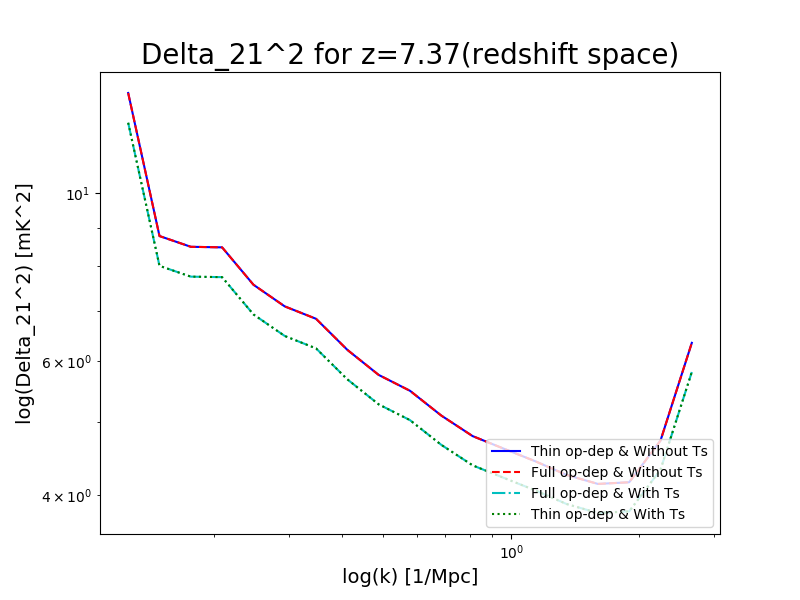 Delta_21^2 for z=7.37(redshift space)
log(Delta_21^2) [mK^2]
10^1
6 × 10^0
4 × 10^0
Thin op-dep & Without Ts
Full op-dep & Without Ts
Full op-dep & With Ts
Thin op-dep & With Ts
10^0
log(k) [1/Mpc]